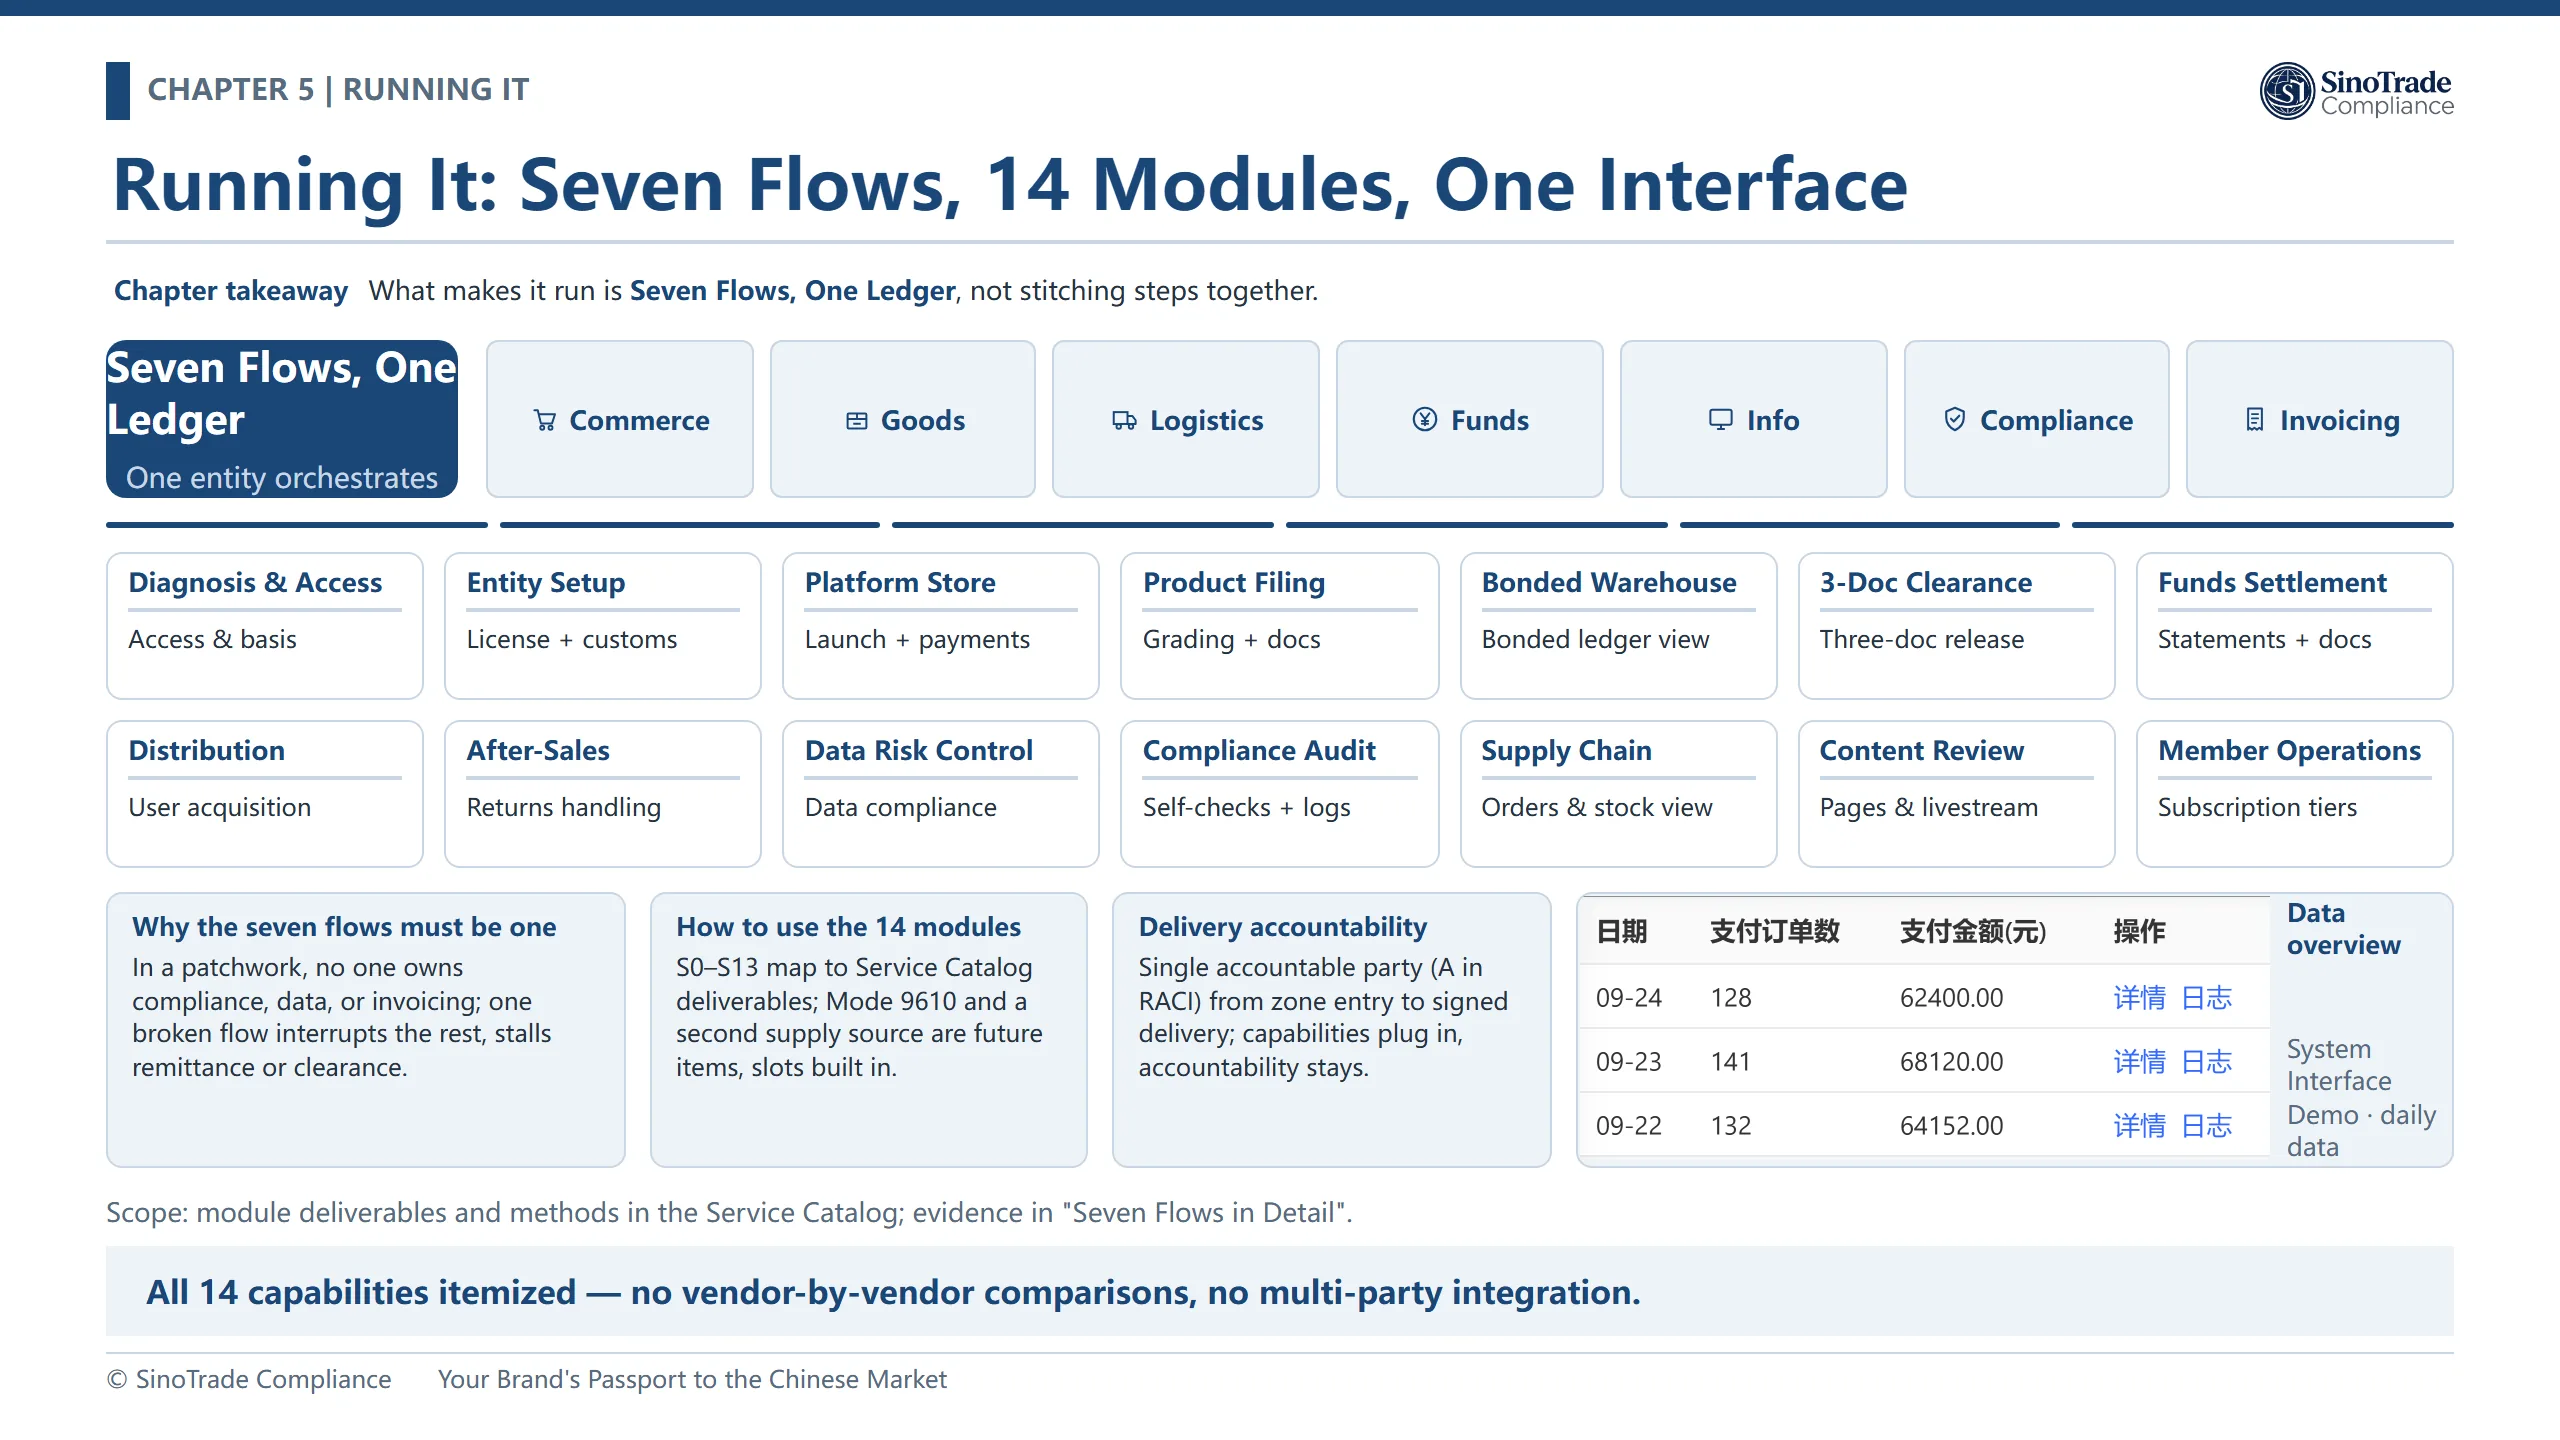 CHAPTER 5 | RUNNING IT
SinoTrade
Compliance
Running It: Seven Flows, 14 Modules, One Interface
Chapter takeaway What makes it run is Seven Flows, One Ledger, not stitching steps together.
Seven Flows, One
Ledger
One entity orchestrates
Commerce
Goods
Logistics
Funds
Info
Compliance
Invoicing
Diagnosis & Access
Access & basis
Entity Setup
License + customs
Platform Store
Launch + payments
Product Filing
Grading + docs
Bonded Warehouse
Bonded ledger view
3-Doc Clearance
Three-doc release
Funds Settlement
Statements + docs
Distribution
User acquisition
After-Sales
Returns handling
Data Risk Control
Data compliance
Compliance Audit
Self-checks + logs
Supply Chain
Orders & stock view
Content Review
Pages & livestream
Member Operations
Subscription tiers
Why the seven flows must be one
In a patchwork, no one owns
compliance, data, or invoicing; one
broken flow interrupts the rest, stalls
remittance or clearance.
How to use the 14 modules
S0–S13 map to Service Catalog
deliverables; Mode 9610 and a
second supply source are future
items, slots built in.
Delivery accountability
Single accountable party (A in
RACI) from zone entry to signed
delivery; capabilities plug in,
accountability stays.
日期 支付订单数 支付金额(元) 操作
09-24 128 62400.00 详情 日志
09-23 141 68120.00 详情 日志
09-22 132 64152.00 详情 日志
Data
overview
System
Interface
Demo · daily
data
Scope: module deliverables and methods in the Service Catalog; evidence in "Seven Flows in Detail".
All 14 capabilities itemized — no vendor-by-vendor comparisons, no multi-party integration.
© SinoTrade Compliance Your Brand's Passport to the Chinese Market